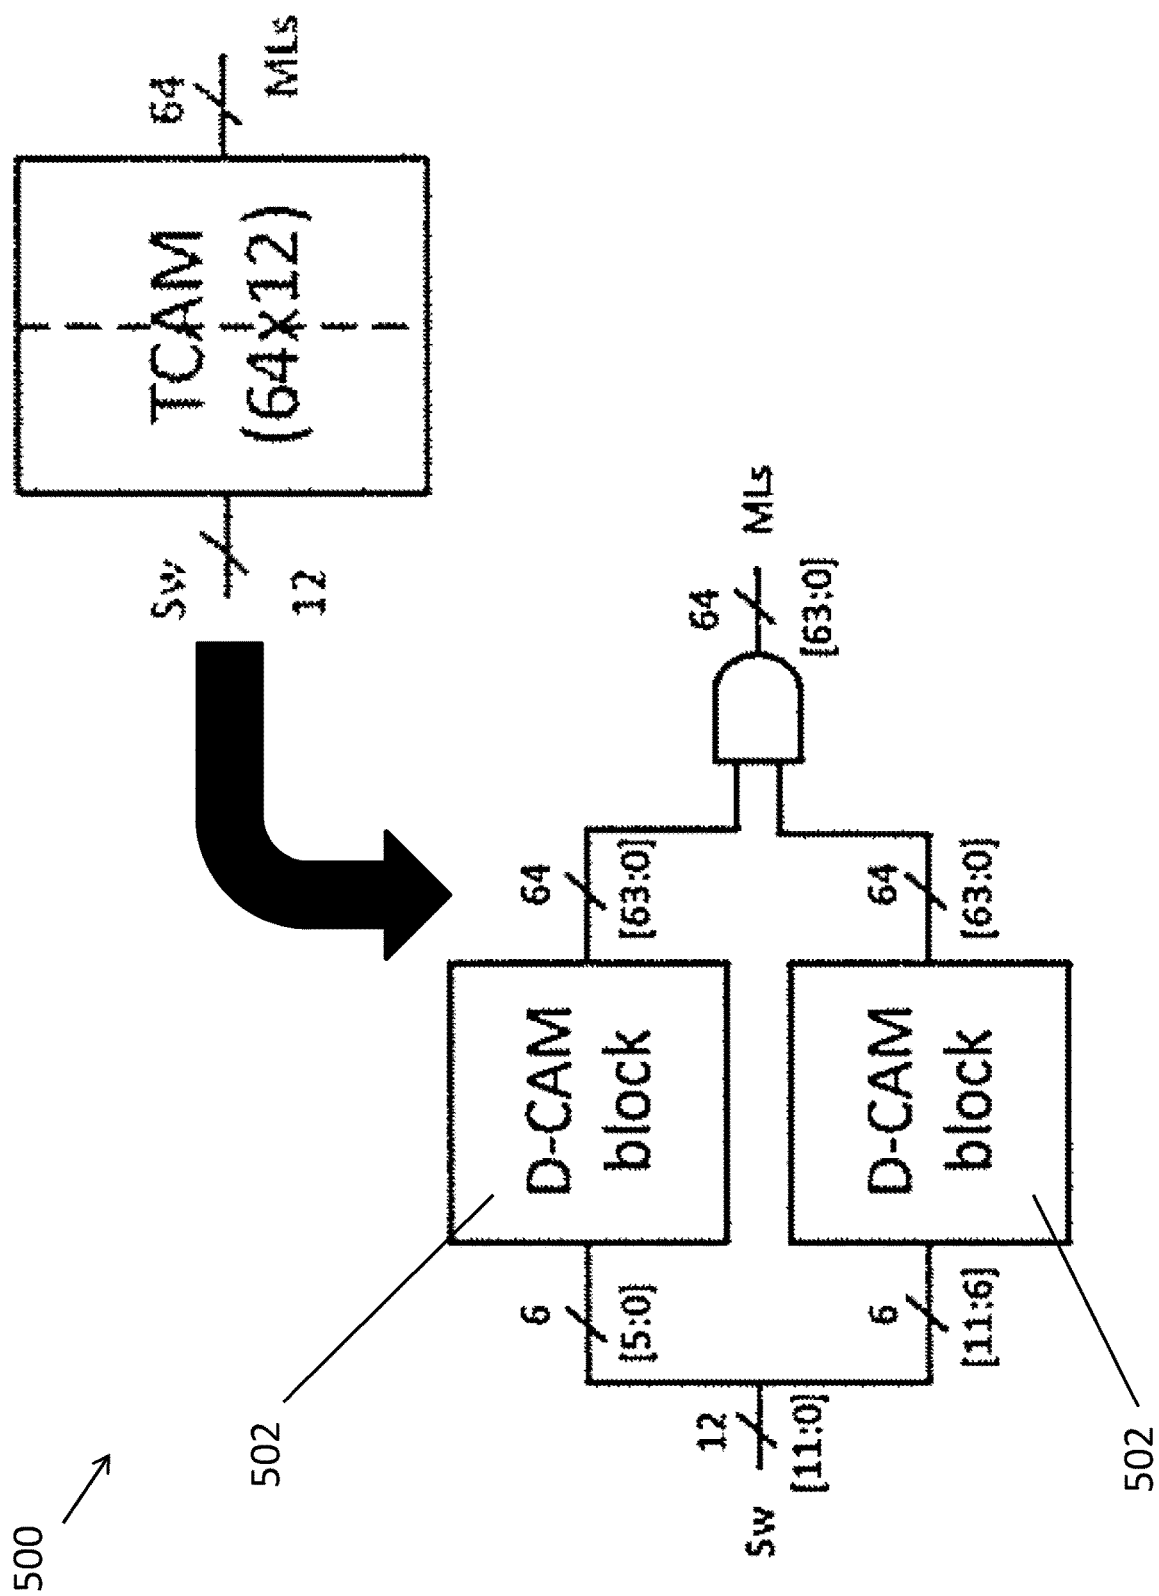 500
Sw
12
TCAM
(64x12)
64
MLs
502
Sw
12
[11:0]
6
[5:0]
D-CAM
block
64
[63:0]
6
[11:6]
D-CAM
block
64
[63:0]
64
[63:0]
MLs
502